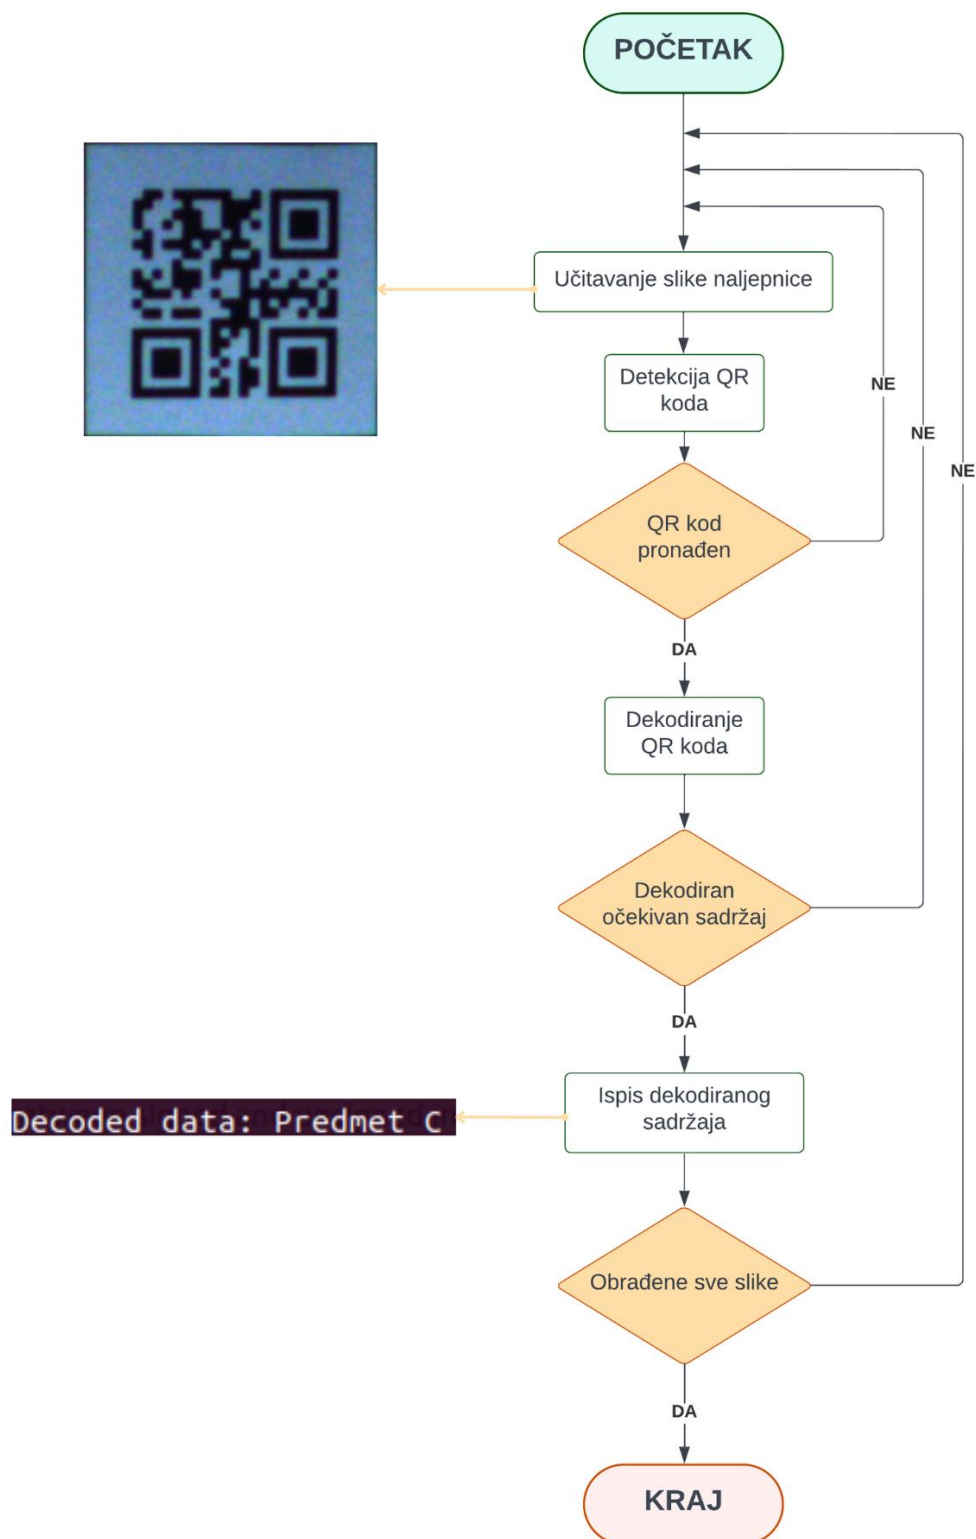 POČETAK
Učitavanje slike naljepnice
Detekcija QR
koda
NE
NE
NE
QR kod
pronađen
DA
Dekodiranje
QR koda
Dekodiran
očekivan sadržaj
DA
Ispis dekodiranog
sadržaja
Decoded data: Predmet C
Obrađene sve slike
DA
KRAJ